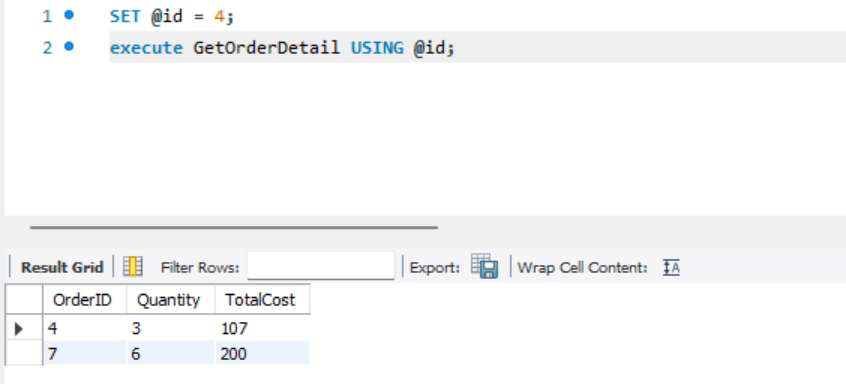 1 SET @id = 4;
2 execute GetOrderDetail USING @id;
Result Grid Filter Rows: Export: Wrap Cell Content: IA
OrderID Quantity TotalCost
4 3 107
7 6 200